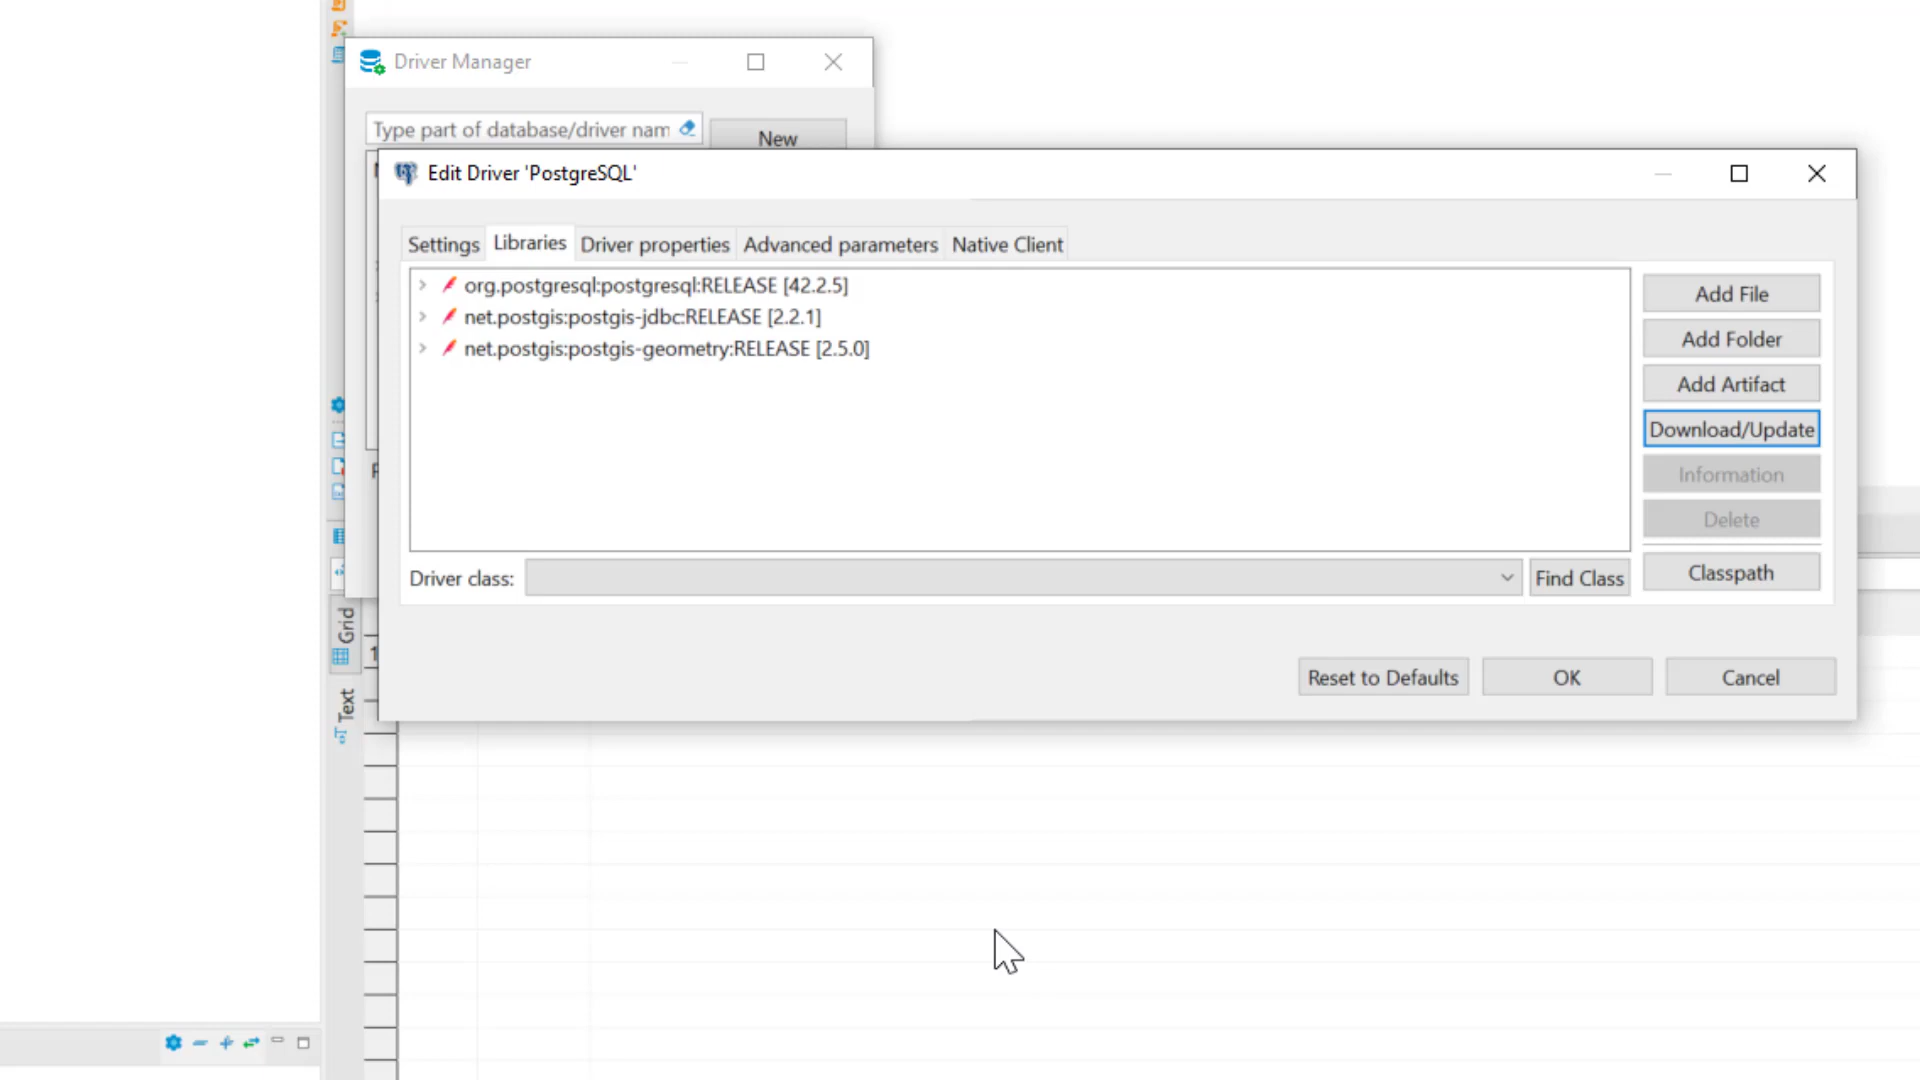 Driver Manager
Type part of database/driver nam
New
Edit Driver 'PostgreSQL'
Settings
Libraries
Driver properties
Advanced parameters
Native Client
org.postgresql:postgresql:RELEASE [42.2.5]
net.postgis:postgis-jdbc:RELEASE [2.2.1]
net.postgis:postgis-geometry:RELEASE [2.5.0]
Add File
Add Folder
Add Artifact
Download/Update
Information
Delete
Classpath
Driver class:
Find Class
Reset to Defaults
OK
Cancel
Grid
Text
1